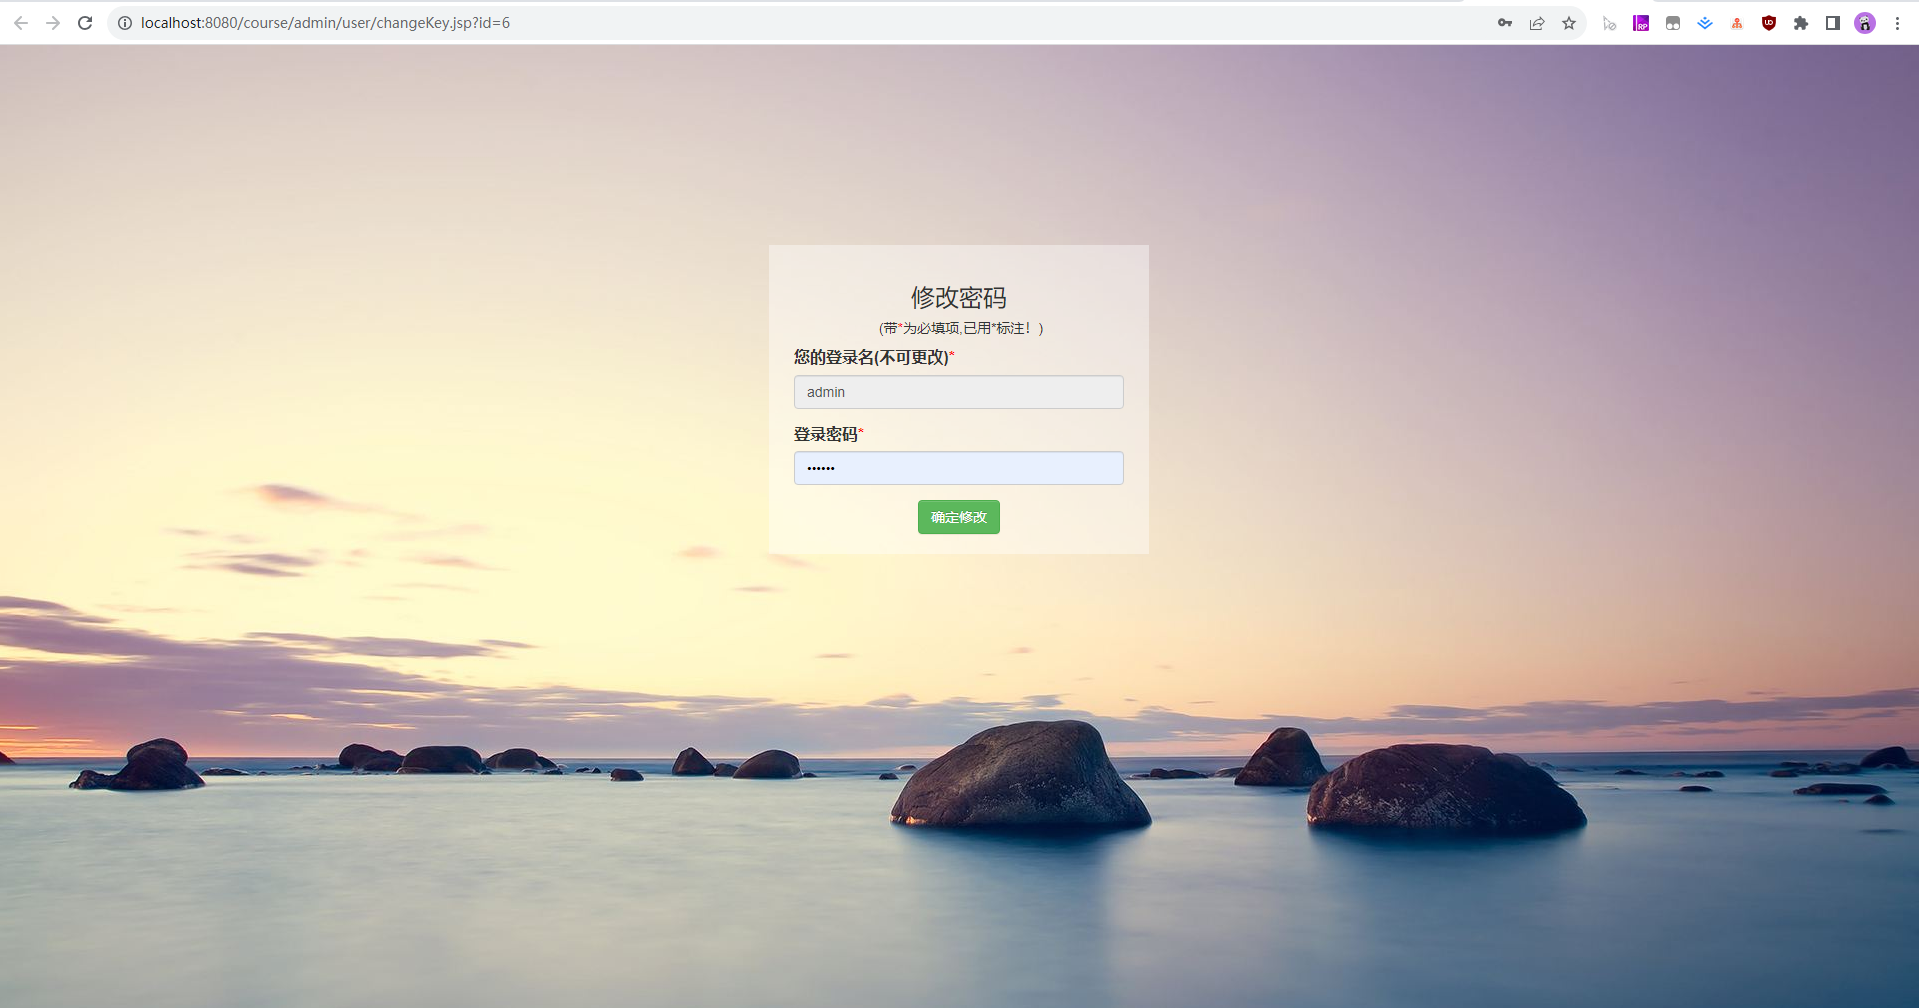 localhost:8080/course/admin/user/changeKey.jsp?id=6
RP
修改密码
(带*为必填项,已用*标注！)
您的登录名(不可更改)*
admin
登录密码*
••••••
确定修改